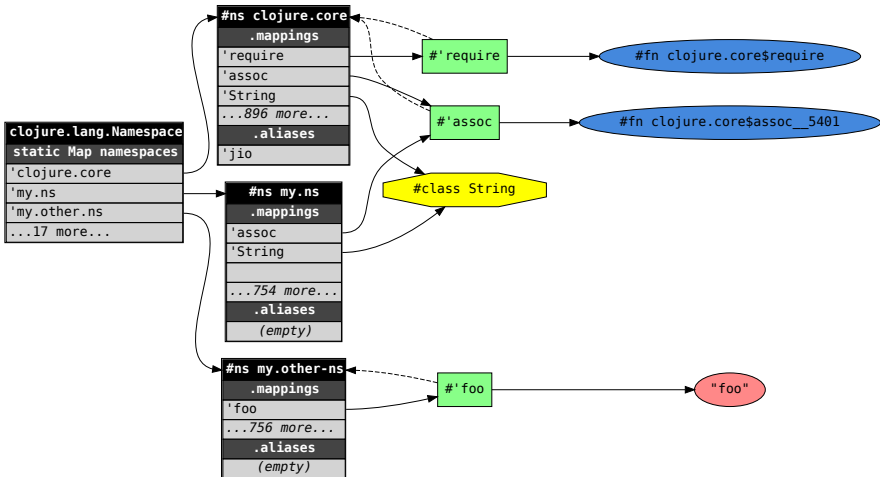 clojure.lang.Namespace
static Map namespaces
'clojure.core
'my.ns
'my.other.ns
...17 more...
#ns clojure.core
.mappings
'require
'assoc
'String
...896 more...
.aliases
'jio
#ns my.ns
.mappings
'assoc
'String
...754 more...
.aliases
(empty)
#ns my.other-ns
.mappings
'foo
...756 more...
.aliases
(empty)
#'require
#'assoc
#class String
#'foo
#fn clojure.core$require
#fn clojure.core$assoc__5401
"foo"